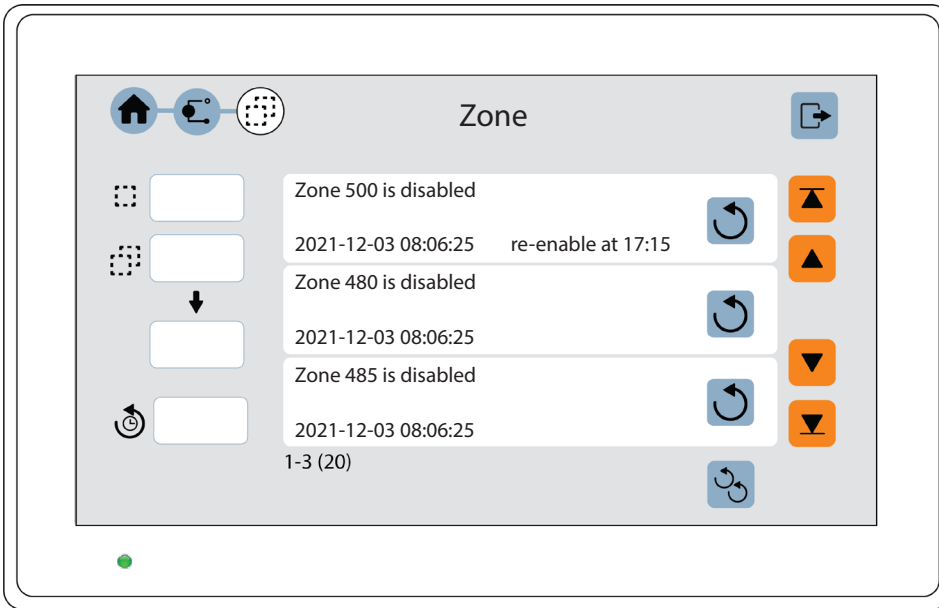 Zone
Zone 500 is disabled
2021-12-03 08:06:25 re-enable at 17:15
Zone 480 is disabled
2021-12-03 08:06:25
Zone 485 is disabled
2021-12-03 08:06:25
1-3 (20)